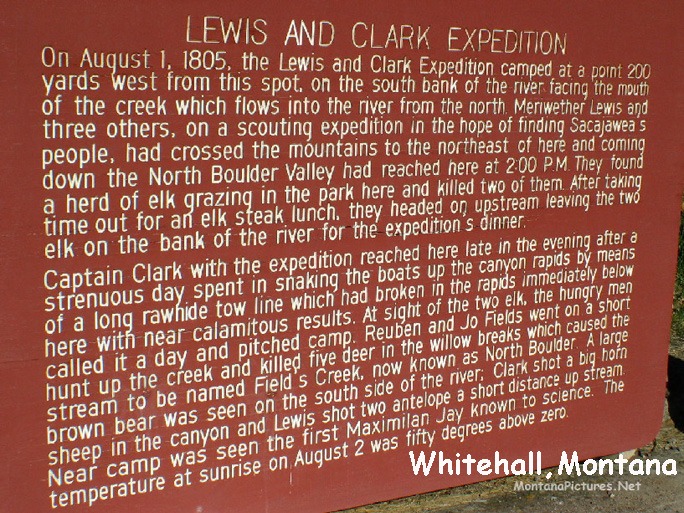 LEWIS AND CLARK EXPEDITION
On August 1, 1805, the Lewis and Clark Expedition camped at a point 200
yards west from this spot, on the south bank of the river facing the mouth
of the creek which flows into the river from the north. Meriwether Lewis and
three others, on a scouting expedition in the hope of finding Sacajawea's
people, had crossed the mountains to the northeast of here and coming
down the North Boulder Valley had reached here at 2:00 P.M. They found
a herd of elk grazing in the park here and killed two of them. After taking
time out for an elk steak lunch, they headed on upstream leaving the two
elk on the bank of the river for the expedition's dinner.
Captain Clark with the expedition reached here late in the evening after a
strenuous day spent in snaking the boats up the canyon rapids by means
of a long rawhide tow line which had broken in the rapids immediately below
here with near calamitous results. At sight of the two elk, the hungry men
called it a day and pitched camp. Reuben and Jo Fields went on a short
hunt up the creek and killed five deer in the willow breaks which caused the
stream to be named Field's Creek, now known as North Boulder. A large
brown bear was seen on the south side of the river; Clark shot a big horn
sheep in the canyon and Lewis shot two antelope a short distance up stream.
Near camp was seen the first Maximilan Jay known to science. The
temperature at sunrise on August 2 was fifty degrees above zero.
Whitehall, Montana
MontanaPictures.Net